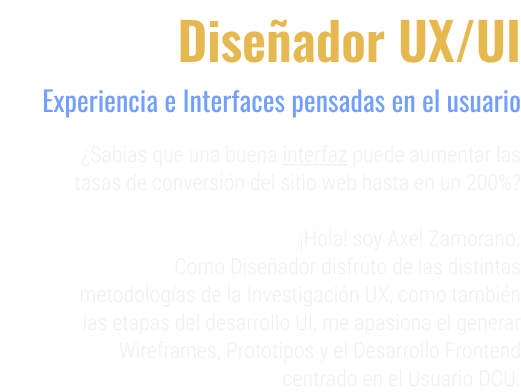 Diseñador UX/UI
Experiencia e Interfaces pensadas en el usuario
¿Sabias que una buena interfaz puede aumentar las
tasas de conversión del sitio web hasta en un 200%?
¡Hola! soy Axel Zamorano.
Como Diseñador disfruto de las distintas
metodologías de la Investigación UX, como también
las etapas del desarrollo UI, me apasiona el generar
Wireframes, Prototipos y el Desarrollo Frontend
centrado en el Usuario DCU.